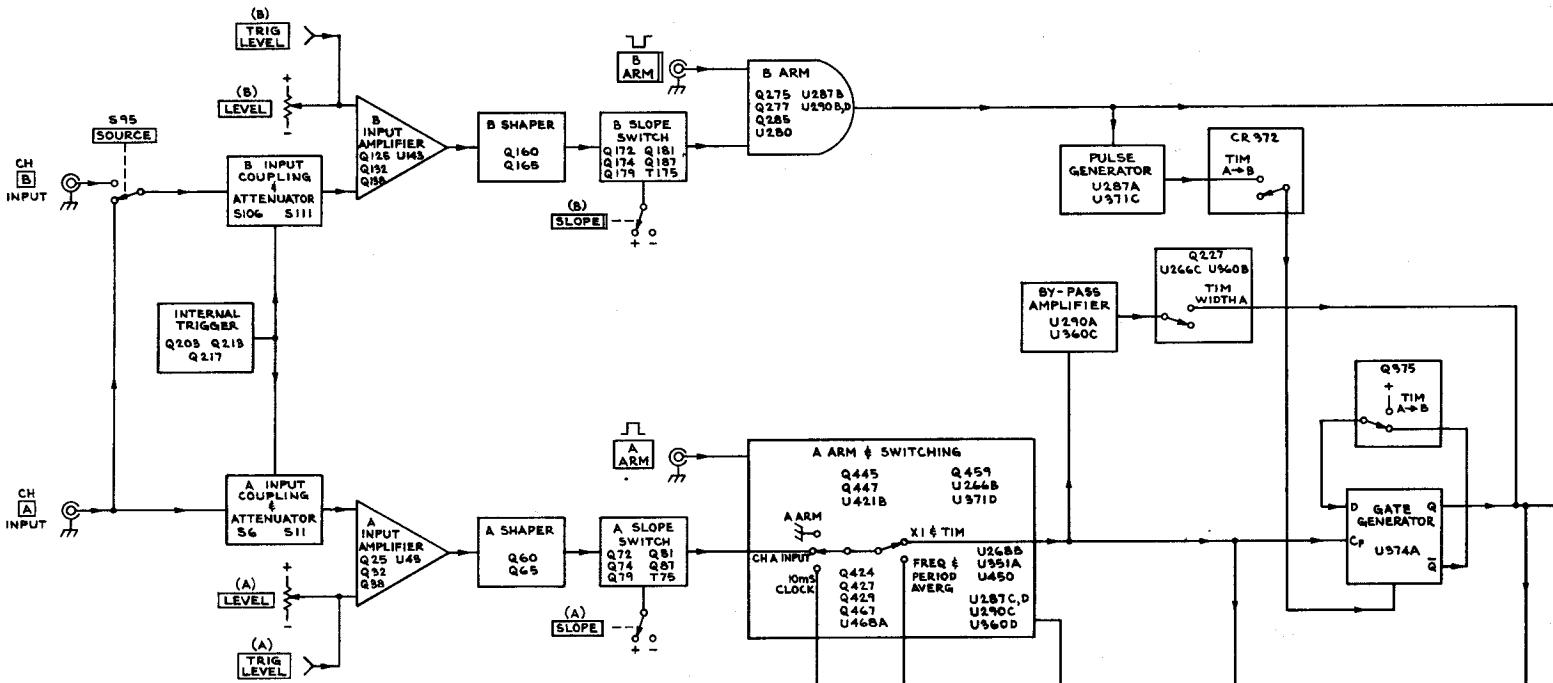 (B)
TRIG
LEVEL
+
(B)
LEVEL
−
S95
SOURCE
CH
B
INPUT
B INPUT
COUPLING
&
ATTENUATOR
S106 S111
B
INPUT
AMPLIFIER
Q125 U143
Q132
Q138
B SHAPER
Q160
Q165
B SLOPE
SWITCH
Q172 Q181
Q174 Q187
Q179 T175
(B)
SLOPE
+ −
B
ARM
B ARM
Q275 U287B
Q277 U290B,D
Q285
U280
PULSE
GENERATOR
U287A
U371C
CR372
TIM
A→B
Q227
U266C U360B
TIM
WIDTH A
BY-PASS
AMPLIFIER
U290A
U360C
INTERNAL
TRIGGER
Q203 Q213
Q217
Q375
+
TIM
A→B
CH
A
INPUT
A INPUT
COUPLING
&
ATTENUATOR
S6 S11
A
INPUT
AMPLIFIER
Q25 U43
Q32
Q38
+
(A)
LEVEL
−
(A)
TRIG
LEVEL
A SHAPER
Q60
Q65
A SLOPE
SWITCH
Q72 Q81
Q74 Q87
Q79 T75
(A)
SLOPE
+ −
A
ARM
A ARM & SWITCHING
Q445 Q459
Q447 U266B
U421B U371D
A ARM
CH A INPUT
10mS
CLOCK
X1 & TIM
FREQ &
PERIOD
AVERG
Q424
Q427
Q429
Q467
U468A
U268B
U351A
U450
U287C,D
U290C
U360D
D GATE Q
GENERATOR
Cp
U374A
Q̅